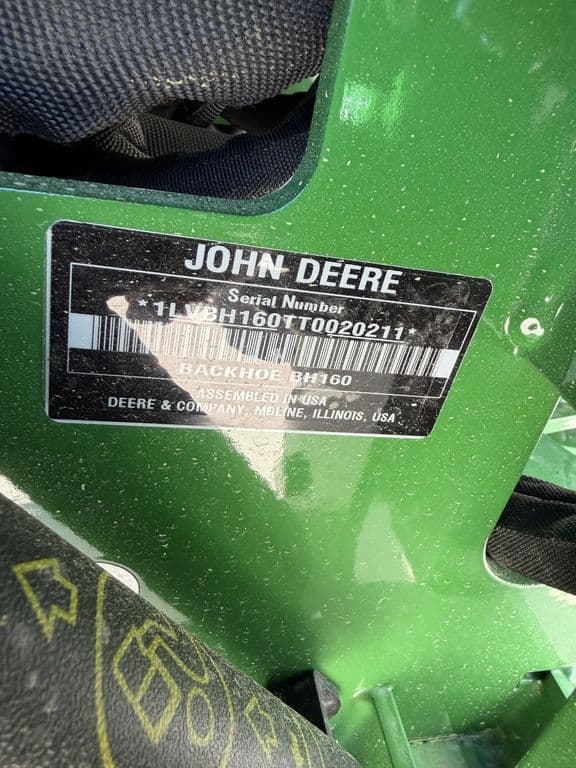 JOHN DEERE
Serial Number
*1LVBH160TT0020211*
BACKHOE BH160
ASSEMBLED IN USA
DEERE & COMPANY, MOLINE, ILLINOIS, USA